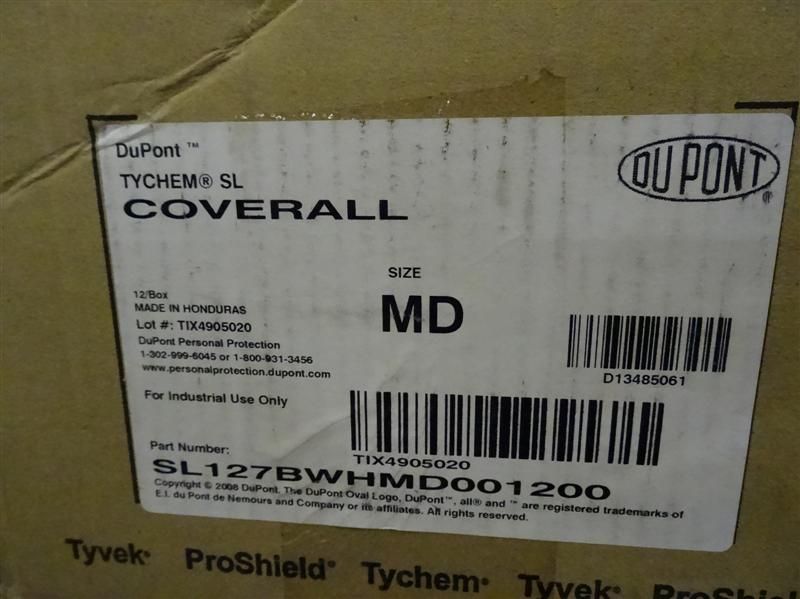 DuPont ™
TYCHEM® SL
COVERALL
DU PONT ®
SIZE
MD
12/Box
MADE IN HONDURAS
Lot #: TIX4905020
DuPont Personal Protection
1-302-999-6045 or 1-800-931-3456
www.personalprotection.dupont.com
For Industrial Use Only
D13485061
TIX4905020
Part Number:
SL127BWHMD001200
Copyright © 2008 DuPont. The DuPont Oval Logo, DuPont™, all® and ™ are registered trademarks of
E.I. du Pont de Nemours and Company or its affiliates. All rights reserved.
Tyvek® ProShield® Tychem® Tyvek® ProShiel